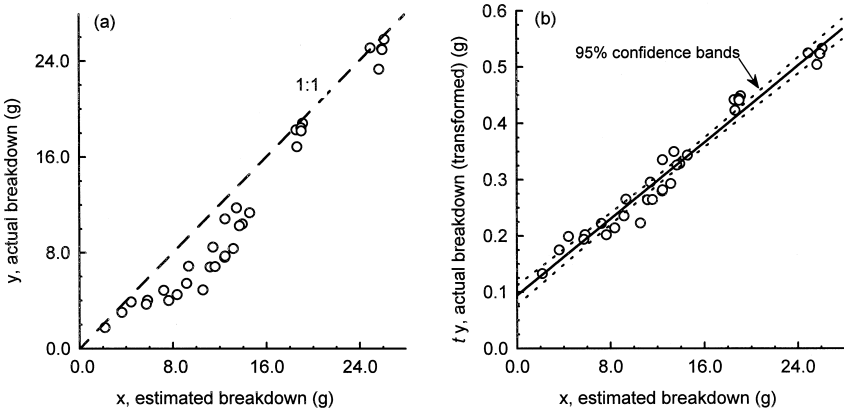 (a)
1:1
24.0
16.0
8.0
0.0
0.0 8.0 16.0 24.0
y, actual breakdown (g)
x, estimated breakdown (g)
(b)
95% confidence bands
0.6
0.5
0.4
0.3
0.2
0.1
0.0
0.0 8.0 16.0 24.0
t y, actual breakdown (transformed) (g)
x, estimated breakdown (g)